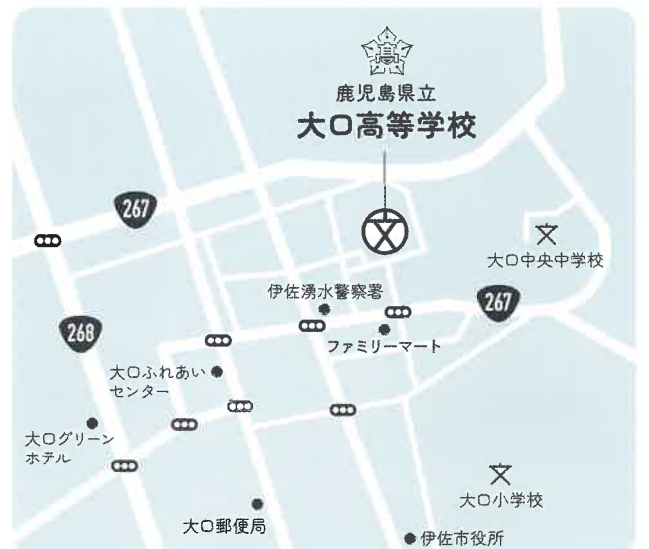 鹿児島県立
大口高等学校
267
大口中央中学校
伊佐湧水警察署
267
268
ファミリーマート
大口ふれあい
センター
大口グリーン
ホテル
大口小学校
大口郵便局
伊佐市役所